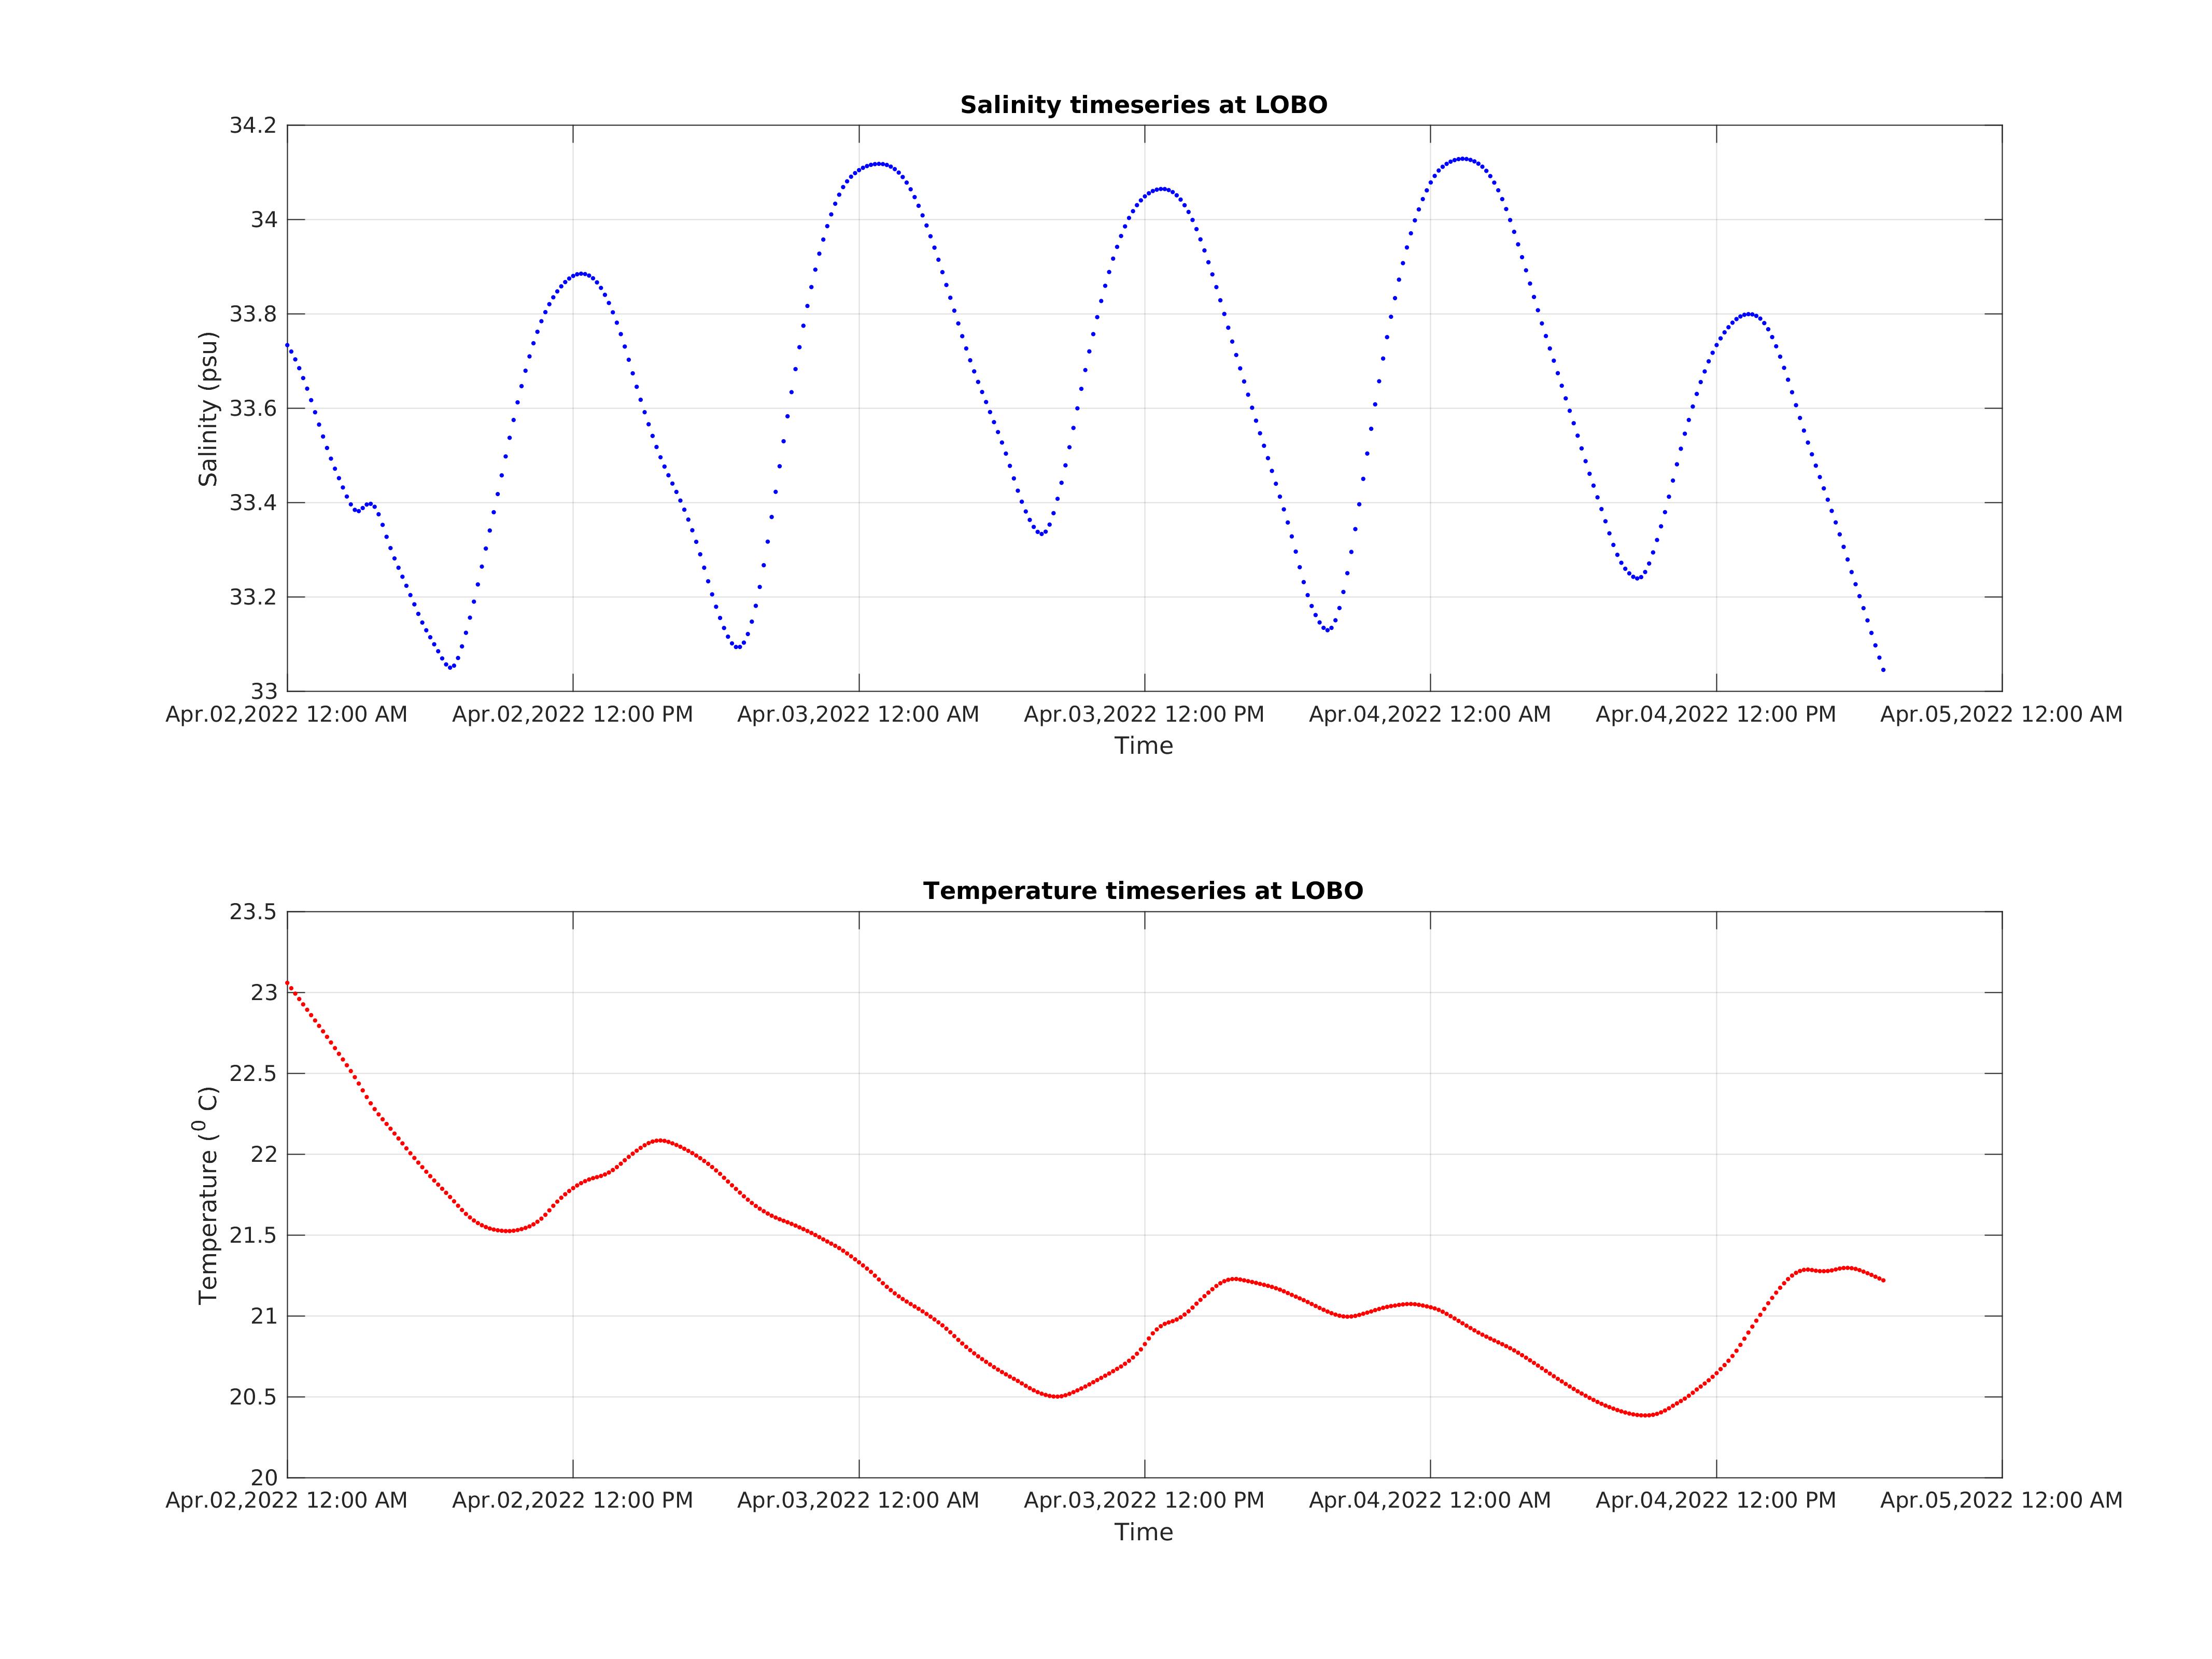 Salinity timeseries at LOBO
34.2
34
33.8
33.6
33.4
33.2
33
Salinity (psu)
Apr.02,2022 12:00 AM Apr.02,2022 12:00 PM Apr.03,2022 12:00 AM Apr.03,2022 12:00 PM Apr.04,2022 12:00 AM Apr.04,2022 12:00 PM Apr.05,2022 12:00 AM
Time
Temperature timeseries at LOBO
23.5
23
22.5
22
21.5
21
20.5
20
Temperature (⁰ C)
Apr.02,2022 12:00 AM Apr.02,2022 12:00 PM Apr.03,2022 12:00 AM Apr.03,2022 12:00 PM Apr.04,2022 12:00 AM Apr.04,2022 12:00 PM Apr.05,2022 12:00 AM
Time